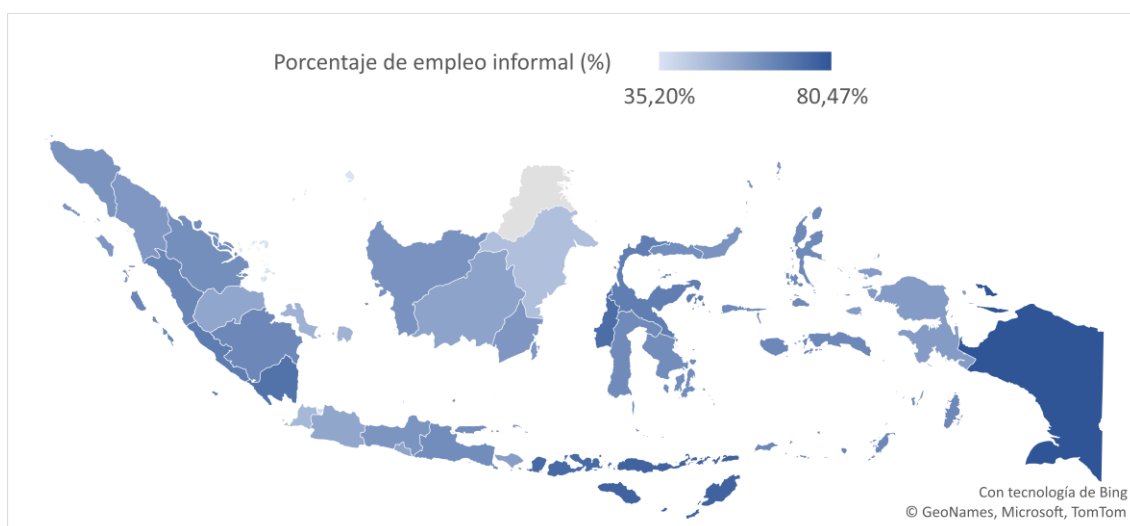 Porcentaje de empleo informal (%)
35,20% 80,47%
Con tecnología de Bing
© GeoNames, Microsoft, TomTom